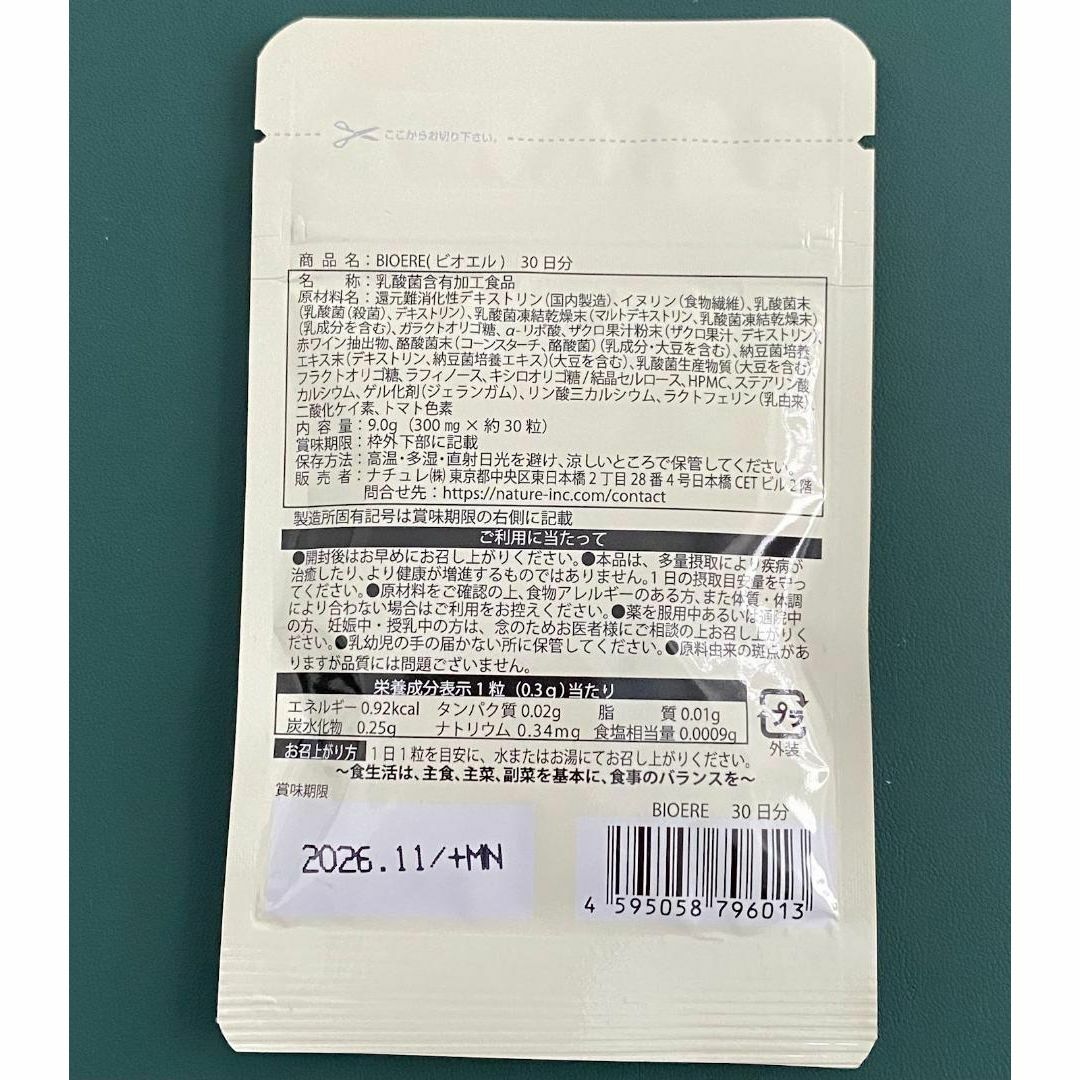 ここからお切り下さい。
商品名：BIOERE(ビオエル) 30日分
名称：乳酸菌含有加工食品
原材料名：還元難消化性デキストリン(国内製造)、イヌリン(食物繊維)、乳酸菌末
(乳酸菌(殺菌)、デキストリン)、乳酸菌凍結乾燥末(マルトデキストリン、乳酸菌凍結乾燥末)
(乳成分を含む)、ガラクトオリゴ糖、α-リポ酸、ザクロ果汁粉末(ザクロ果汁、デキストリン)、
赤ワイン抽出物、酪酸菌末(コーンスターチ、酪酸菌)(乳成分・大豆を含む)、納豆菌培養
エキス末(デキストリン、納豆菌培養エキス)(大豆を含む)、乳酸菌生産物質(大豆を含む)、
フラクトオリゴ糖、ラフィノース、キシロオリゴ糖/結晶セルロース、HPMC、ステアリン酸
カルシウム、ゲル化剤(ジェランガム)、リン酸三カルシウム、ラクトフェリン(乳由来)、
二酸化ケイ素、トマト色素
内容量：9.0g(300mg×約30粒)
賞味期限：枠外下部に記載
保存方法：高温・多湿・直射日光を避け、涼しいところで保管してください。
販売者：ナチュレ(株)東京都中央区東日本橋2丁目28番4号日本橋CETビル2階
問合せ先：https://nature-inc.com/contact
製造所固有記号は賞味期限の右側に記載
ご利用に当たって
●開封後はお早めにお召し上がりください。●本品は、多量摂取により疾病が
治癒したり、より健康が増進するものではありません。1日の摂取目安量を守っ
てください。●原材料をご確認の上、食物アレルギーのある方、また体質・体調
により合わない場合はご利用をお控えください。●薬を服用中あるいは通院中
の方、妊娠中・授乳中の方は、念のためお医者様にご相談の上お召し上がりく
ださい。●乳幼児の手の届かない所に保管してください。●原料由来の斑点があ
りますが品質には問題ございません。
栄養成分表示1粒(0.3g)当たり
エネルギー0.92kcal タンパク質0.02g 脂質0.01g
炭水化物 0.25g ナトリウム 0.34mg 食塩相当量0.0009g
プラ
外装
お召上がり方 1日1粒を目安に、水またはお湯にてお召し上がりください。
～食生活は、主食、主菜、副菜を基本に、食事のバランスを～
賞味期限
BIOERE 30日分
2026.11/+MN
4 595058 796013